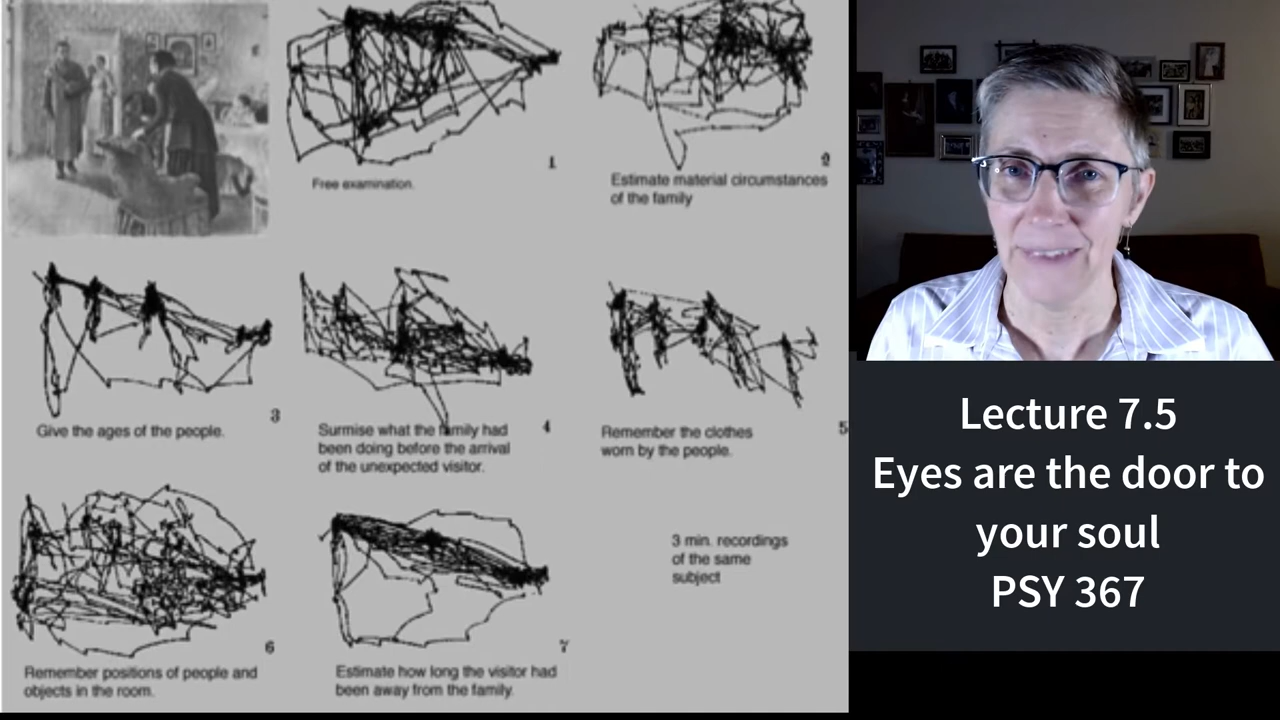 1
Free examination.
2
Estimate material circumstances
of the family
3
Give the ages of the people.
4
Surmise what the family had
been doing before the arrival
of the unexpected visitor.
5
Remember the clothes
worn by the people.
6
Remember positions of people and
objects in the room.
7
Estimate how long the visitor had
been away from the family.
3 min. recordings
of the same
subject
Lecture 7.5
Eyes are the door to
your soul
PSY 367